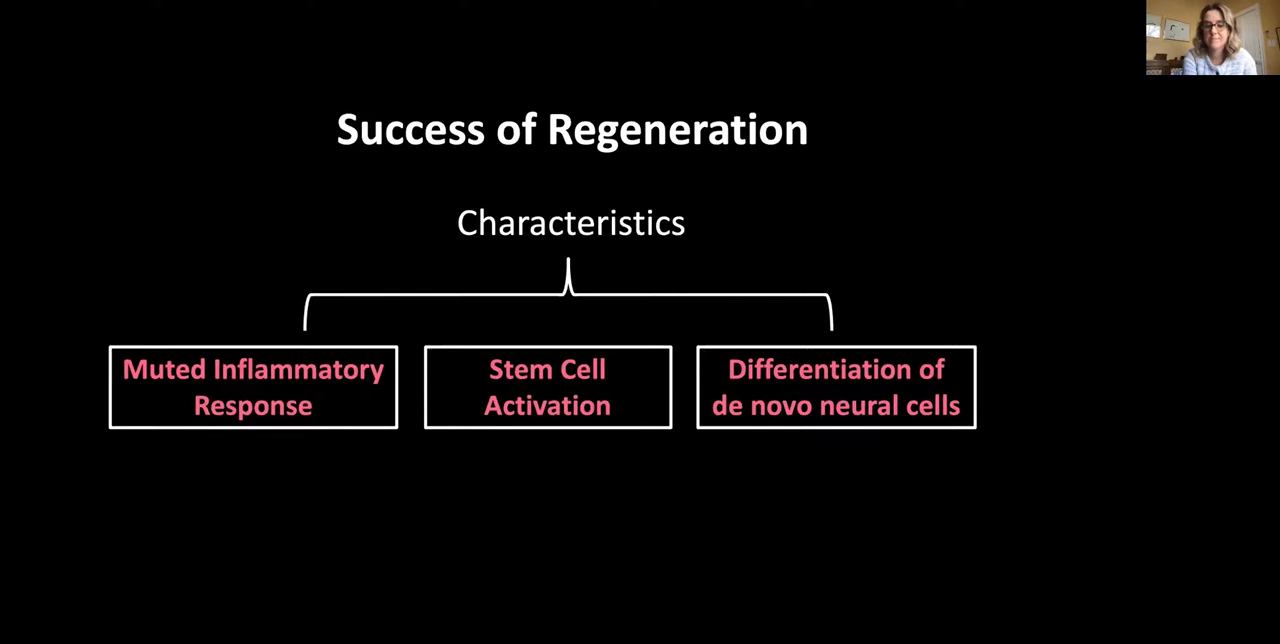 Success of Regeneration
Characteristics
Muted Inflammatory
Response
Stem Cell
Activation
Differentiation of
de novo neural cells